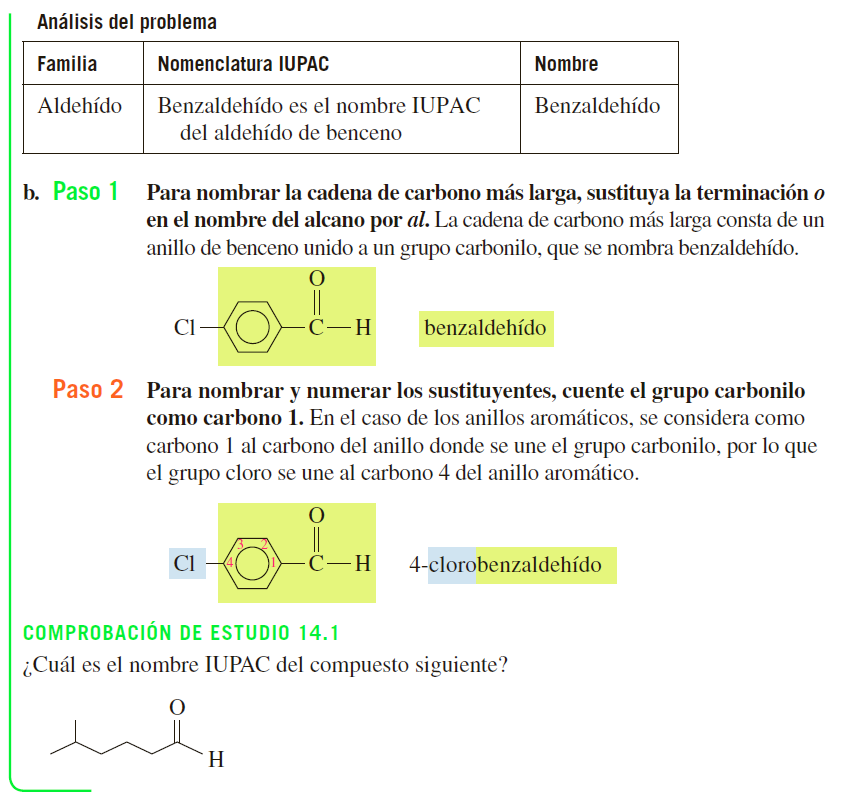 Análisis del problema
Familia Nomenclatura IUPAC Nombre
Aldehído Benzaldehído es el nombre IUPAC Benzaldehído
del aldehído de benceno
b. Paso 1 Para nombrar la cadena de carbono más larga, sustituya la terminación o
en el nombre del alcano por al. La cadena de carbono más larga consta de un
anillo de benceno unido a un grupo carbonilo, que se nombra benzaldehído.
O
Cl C H benzaldehído
Paso 2 Para nombrar y numerar los sustituyentes, cuente el grupo carbonilo
como carbono 1. En el caso de los anillos aromáticos, se considera como
carbono 1 al carbono del anillo donde se une el grupo carbonilo, por lo que
el grupo cloro se une al carbono 4 del anillo aromático.
O
3 2
Cl 4 1 C H 4-clorobenzaldehído
COMPROBACIÓN DE ESTUDIO 14.1
¿Cuál es el nombre IUPAC del compuesto siguiente?
O
H